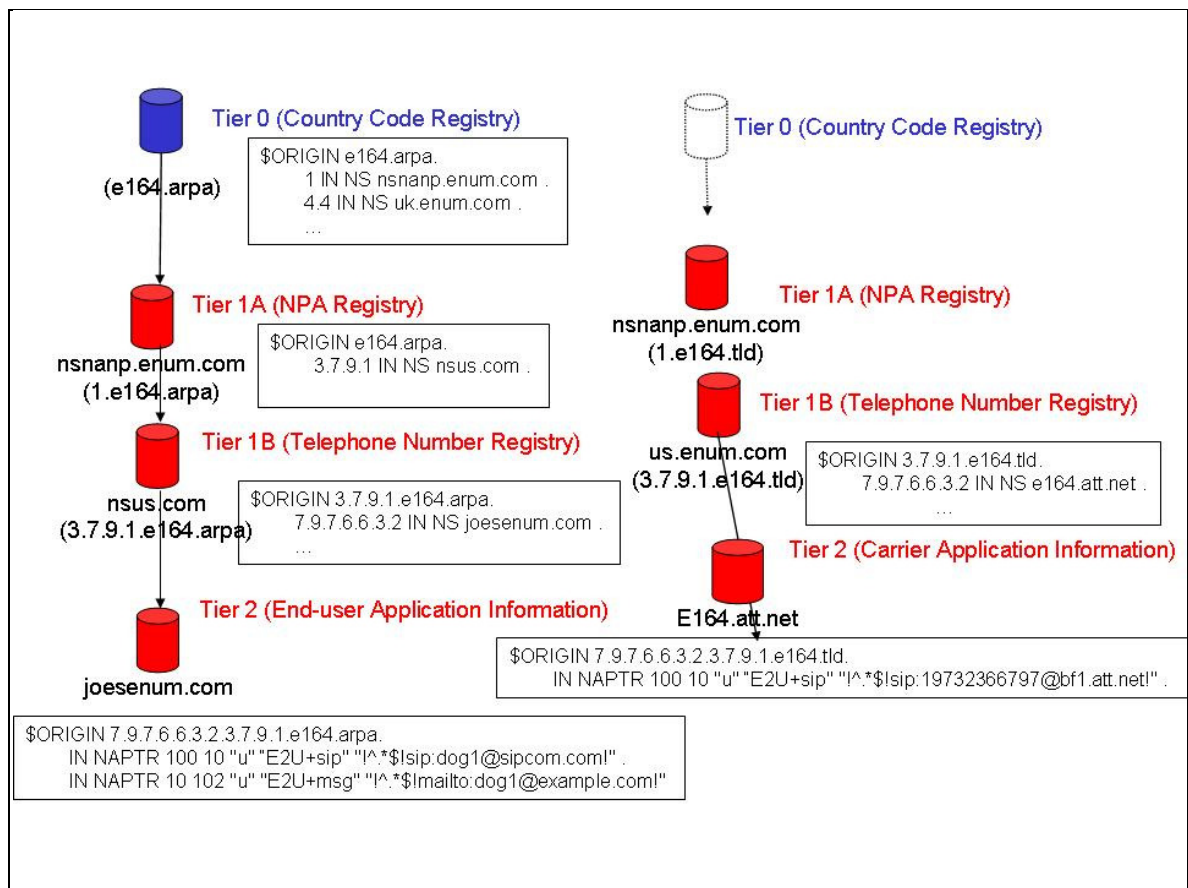 Tier 0 (Country Code Registry)
$ORIGIN e164.arpa.
1 IN NS nsnanp.enum.com .
4.4 IN NS uk.enum.com .
...
(e164.arpa)
Tier 1A (NPA Registry)
$ORIGIN e164.arpa.
3.7.9.1 IN NS nsus.com .
nsnanp.enum.com
(1.e164.arpa)
Tier 1B (Telephone Number Registry)
$ORIGIN 3.7.9.1.e164.arpa.
7.9.7.6.6.3.2 IN NS joesenum.com .
...
nsus.com
(3.7.9.1.e164.arpa)
Tier 2 (End-user Application Information)
joesenum.com
$ORIGIN 7.9.7.6.6.3.2.3.7.9.1.e164.arpa.
IN NAPTR 100 10 "u" "E2U+sip" "!^.*$!sip:dog1@sipcom.com!" .
IN NAPTR 10 102 "u" "E2U+msg" "!^.*$!mailto:dog1@example.com!"
Tier 0 (Country Code Registry)
Tier 1A (NPA Registry)
nsnanp.enum.com
(1.e164.tld)
Tier 1B (Telephone Number Registry)
us.enum.com
(3.7.9.1.e164.tld)
$ORIGIN 3.7.9.1.e164.tld.
7.9.7.6.6.3.2 IN NS e164.att.net .
...
Tier 2 (Carrier Application Information)
E164.att.net
$ORIGIN 7.9.7.6.6.3.2.3.7.9.1.e164.tld.
IN NAPTR 100 10 "u" "E2U+sip" "!^.*$!sip:19732366797@bf1.att.net!" .